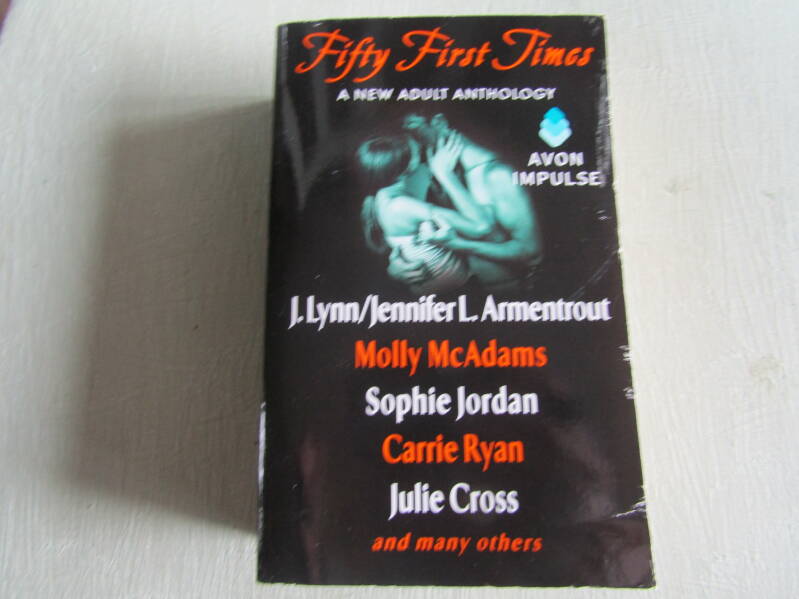 Fifty First Times
A NEW ADULT ANTHOLOGY
AVON
IMPULSE
J. Lynn/Jennifer L. Armentrout
Molly McAdams
Sophie Jordan
Carrie Ryan
Julie Cross
and many others